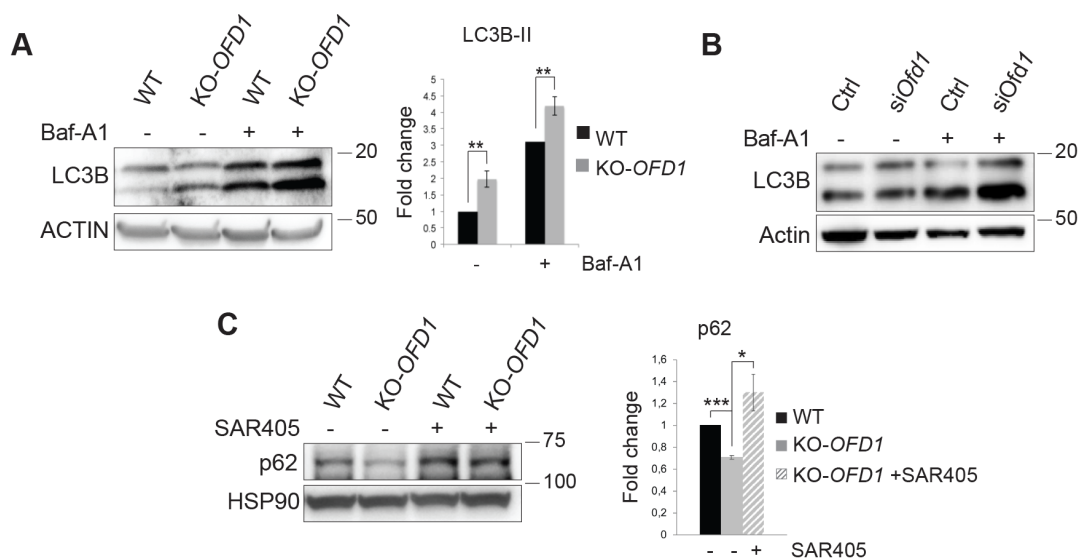 A
WT
KO-OFD1
WT
KO-OFD1
Baf-A1 - - + +
LC3B
20
ACTIN
50
LC3B-II
Fold change
5
4.5
4
3.5
3
2.5
2
1.5
1
0.5
0
**
**
WT
KO-OFD1
- + Baf-A1
B
Ctrl
siOfd1
Ctrl
siOfd1
Baf-A1 - - + +
LC3B
20
Actin
50
C
WT
KO-OFD1
WT
KO-OFD1
SAR405 - - + +
p62
75
HSP90
100
p62
Fold change
1,6
1,4
1,2
1
0,8
0,6
0,4
0,2
0
***
*
WT
KO-OFD1
KO-OFD1 +SAR405
- - + SAR405